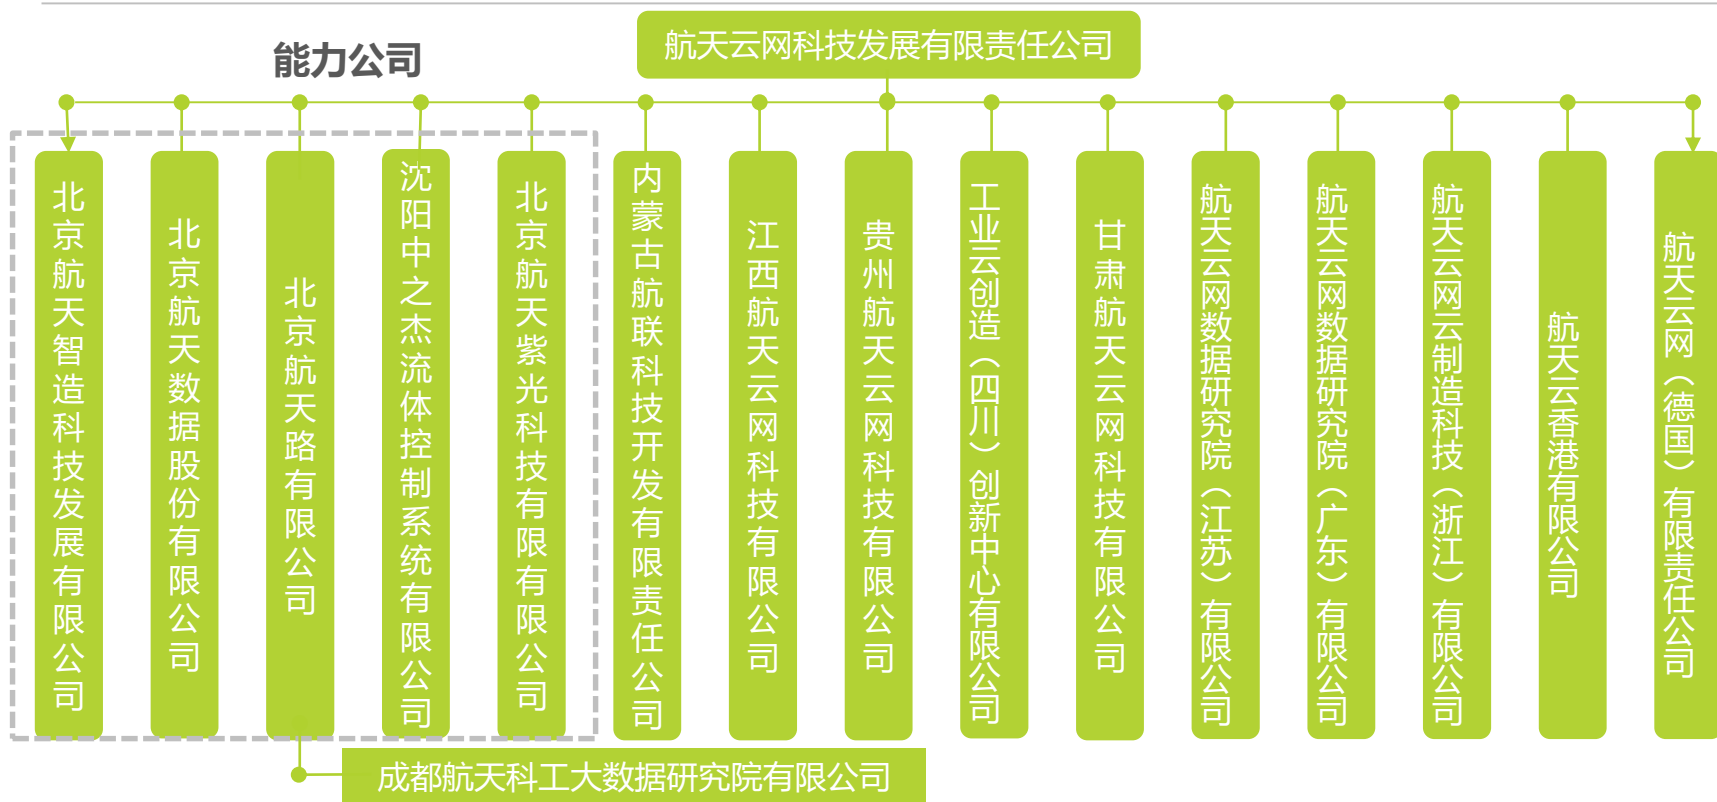 航天云网科技发展有限责任公司
能力公司
北京航天智造科技发展有限公司
北京航天数据股份有限公司
北京航天路有限公司
沈阳中之杰流体控制系统有限公司
北京航天紫光科技有限有限公司
内蒙古航联科技开发有限责任公司
江西航天云网科技有限公司
贵州航天云网科技有限公司
工业云创造（四川）创新中心有限公司
甘肃航天云网科技有限公司
航天云网数据研究院（江苏）有限公司
航天云网数据研究院（广东）有限公司
航天云网云制造科技（浙江）有限公司
航天云香港有限公司
航天云网（德国）有限责任公司
成都航天科工大数据研究院有限公司